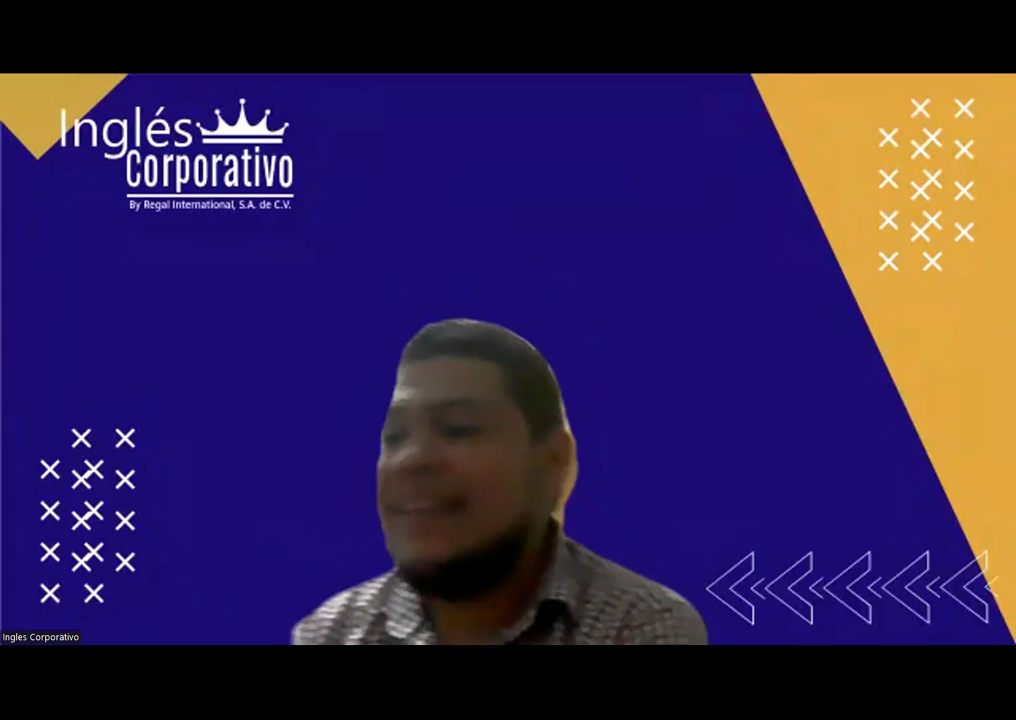 Inglés
Corporativo
By Regal International, S.A. de C.V.
Ingles Corporativo